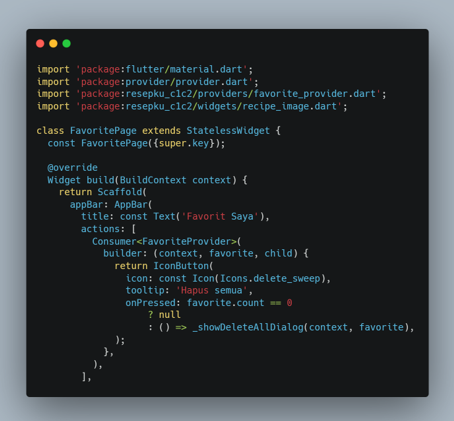 import 'package:flutter/material.dart';
import 'package:provider/provider.dart';
import 'package:resepku_c1c2/providers/favorite_provider.dart';
import 'package:resepku_c1c2/widgets/recipe_image.dart';

class FavoritePage extends StatelessWidget {
  const FavoritePage({super.key});

  @override
  Widget build(BuildContext context) {
    return Scaffold(
      appBar: AppBar(
        title: const Text('Favorit Saya'),
        actions: [
          Consumer<FavoriteProvider>(
            builder: (context, favorite, child) {
              return IconButton(
                icon: const Icon(Icons.delete_sweep),
                tooltip: 'Hapus semua',
                onPressed: favorite.count == 0
                    ? null
                    : () => _showDeleteAllDialog(context, favorite),
              );
            },
          ),
        ],